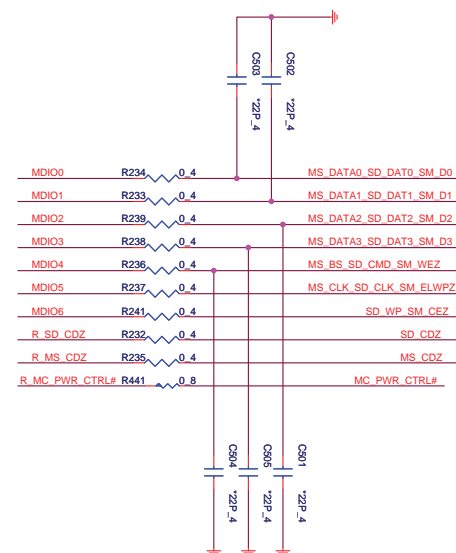 C503 C502
*22P_4 *22P_4
MDIO0 R234 0_4 MS_DATA0_SD_DAT0_SM_D0
MDIO1 R233 0_4 MS_DATA1_SD_DAT1_SM_D1
MDIO2 R239 0_4 MS_DATA2_SD_DAT2_SM_D2
MDIO3 R238 0_4 MS_DATA3_SD_DAT3_SM_D3
MDIO4 R236 0_4 MS_BS_SD_CMD_SM_WEZ
MDIO5 R237 0_4 MS_CLK_SD_CLK_SM_ELWPZ
MDIO6 R241 0_4 SD_WP_SM_CEZ
R_SD_CDZ R232 0_4 SD_CDZ
R_MS_CDZ R235 0_4 MS_CDZ
R_MC_PWR_CTRL# R441 0_8 MC_PWR_CTRL#
C504 C505 C501
*22P_4 *22P_4 *22P_4